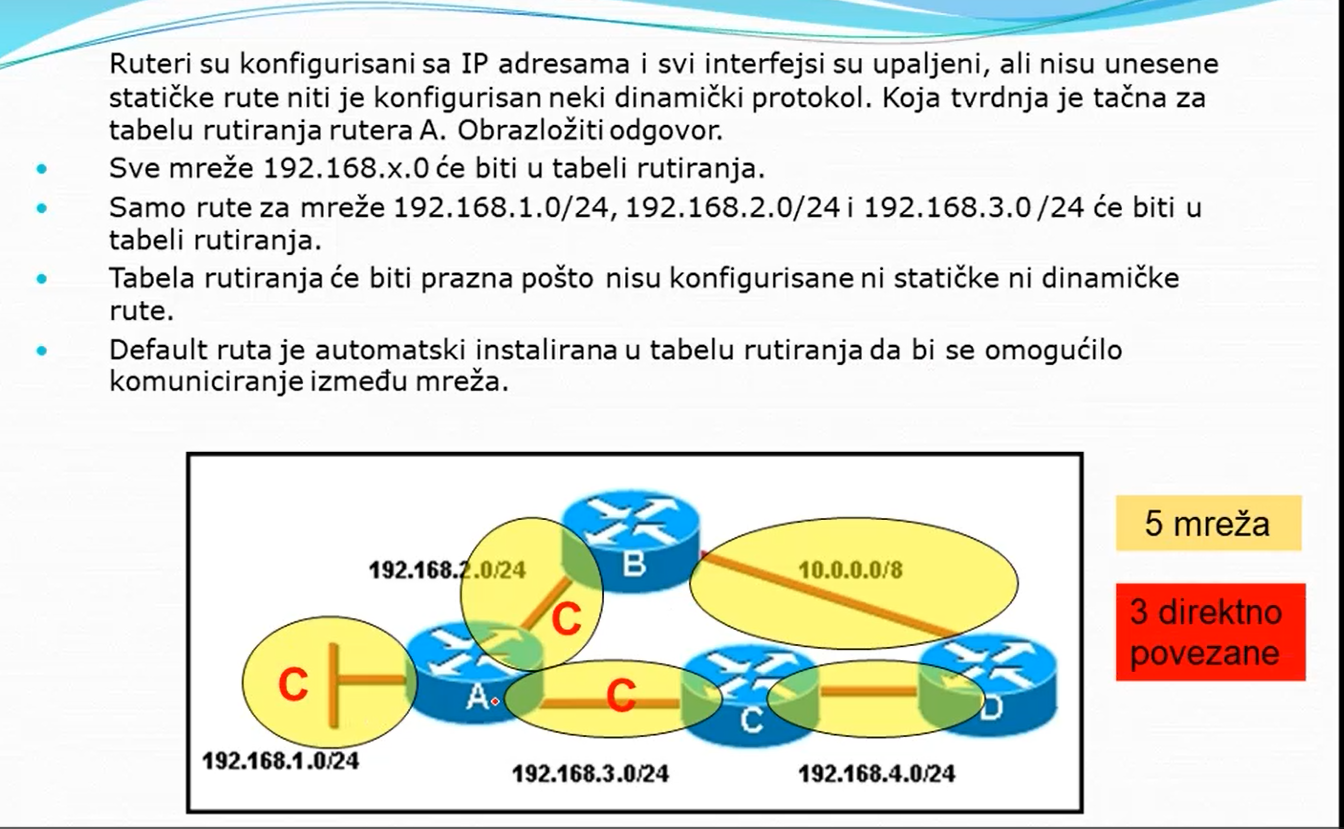 Ruteri su konfigurisani sa IP adresama i svi interfejsi su upaljeni, ali nisu unesene
statičke rute niti je konfigurisan neki dinamički protokol. Koja tvrdnja je tačna za
tabelu rutiranja rutera A. Obrazložiti odgovor.
• Sve mreže 192.168.x.0 će biti u tabeli rutiranja.
• Samo rute za mreže 192.168.1.0/24, 192.168.2.0/24 i 192.168.3.0 /24 će biti u
tabeli rutiranja.
• Tabela rutiranja će biti prazna pošto nisu konfigurisane ni statičke ni dinamičke
rute.
• Default ruta je automatski instalirana u tabelu rutiranja da bi se omogućilo
komuniciranje između mreža.
B
192.168.2.0/24
10.0.0.0/8
C
C
A
C
C
D
192.168.1.0/24
192.168.3.0/24
192.168.4.0/24
5 mreža
3 direktno
povezane